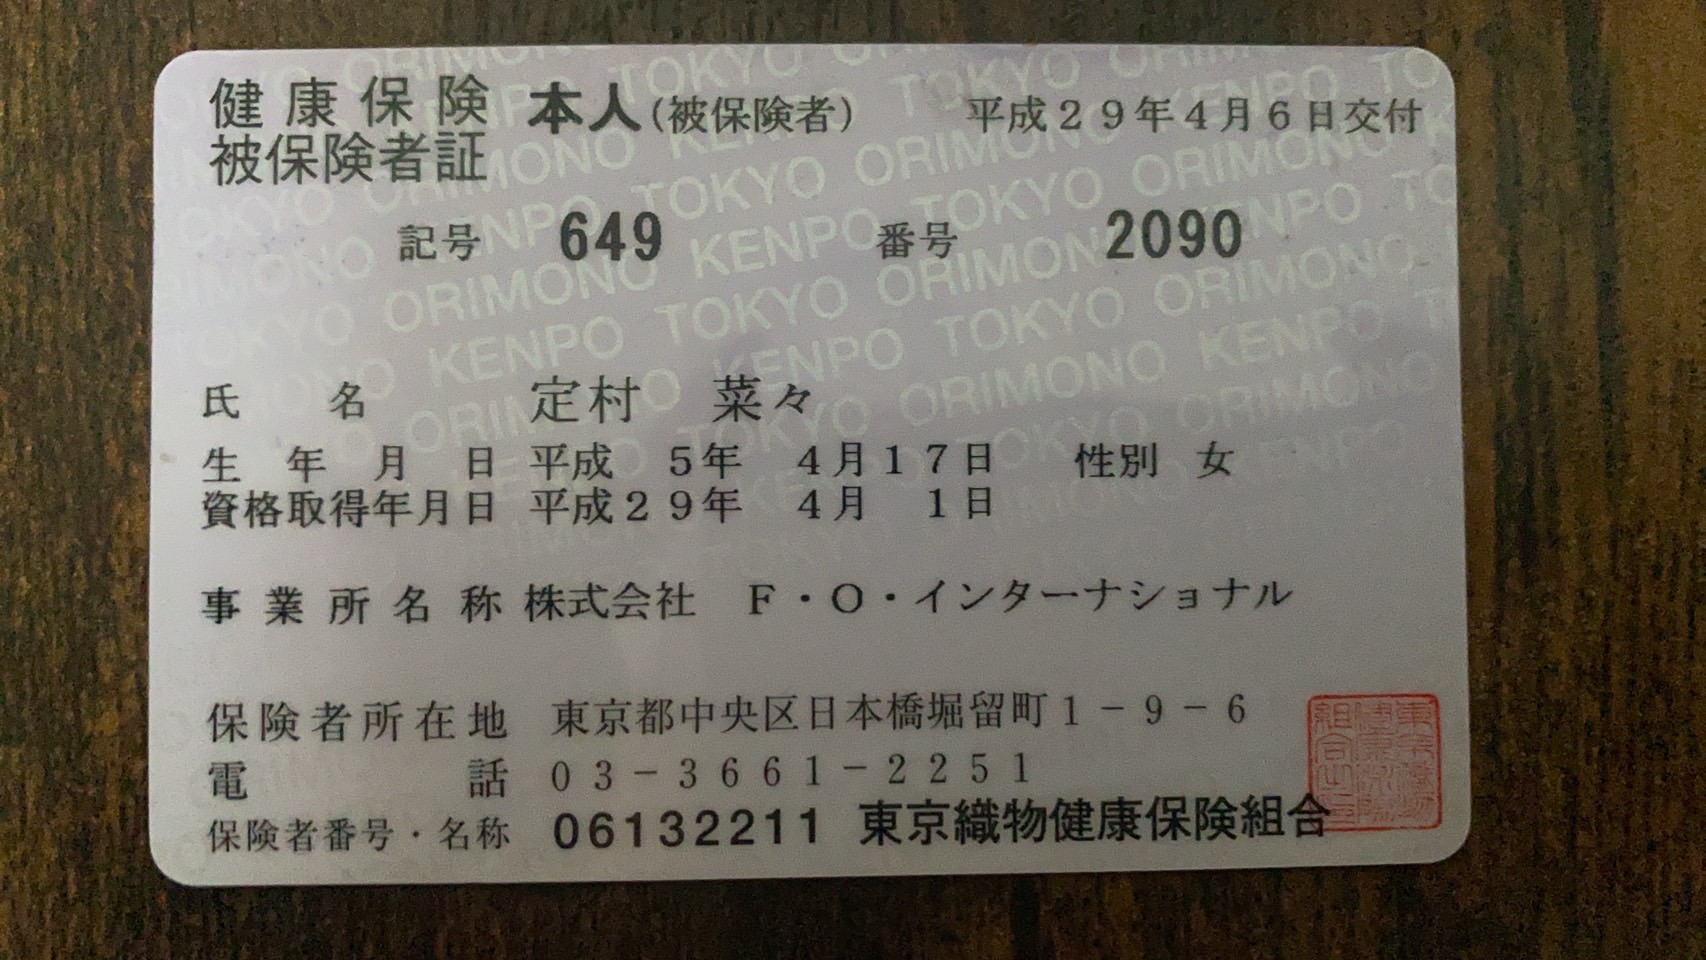 健康保険 本人(被保険者) 平成29年4月6日交付
被保険者証
記号 649 番号 2090
氏名 定村 菜々
生年月日 平成 5年 4月17日 性別 女
資格取得年月日 平成29年 4月 1日
事業所名称 株式会社 F・O・インターナショナル
保険者所在地 東京都中央区日本橋堀留町1-9-6
電話 03-3661-2251
保険者番号・名称 06132211 東京織物健康保険組合
TOKYO ORIMONO KENPO